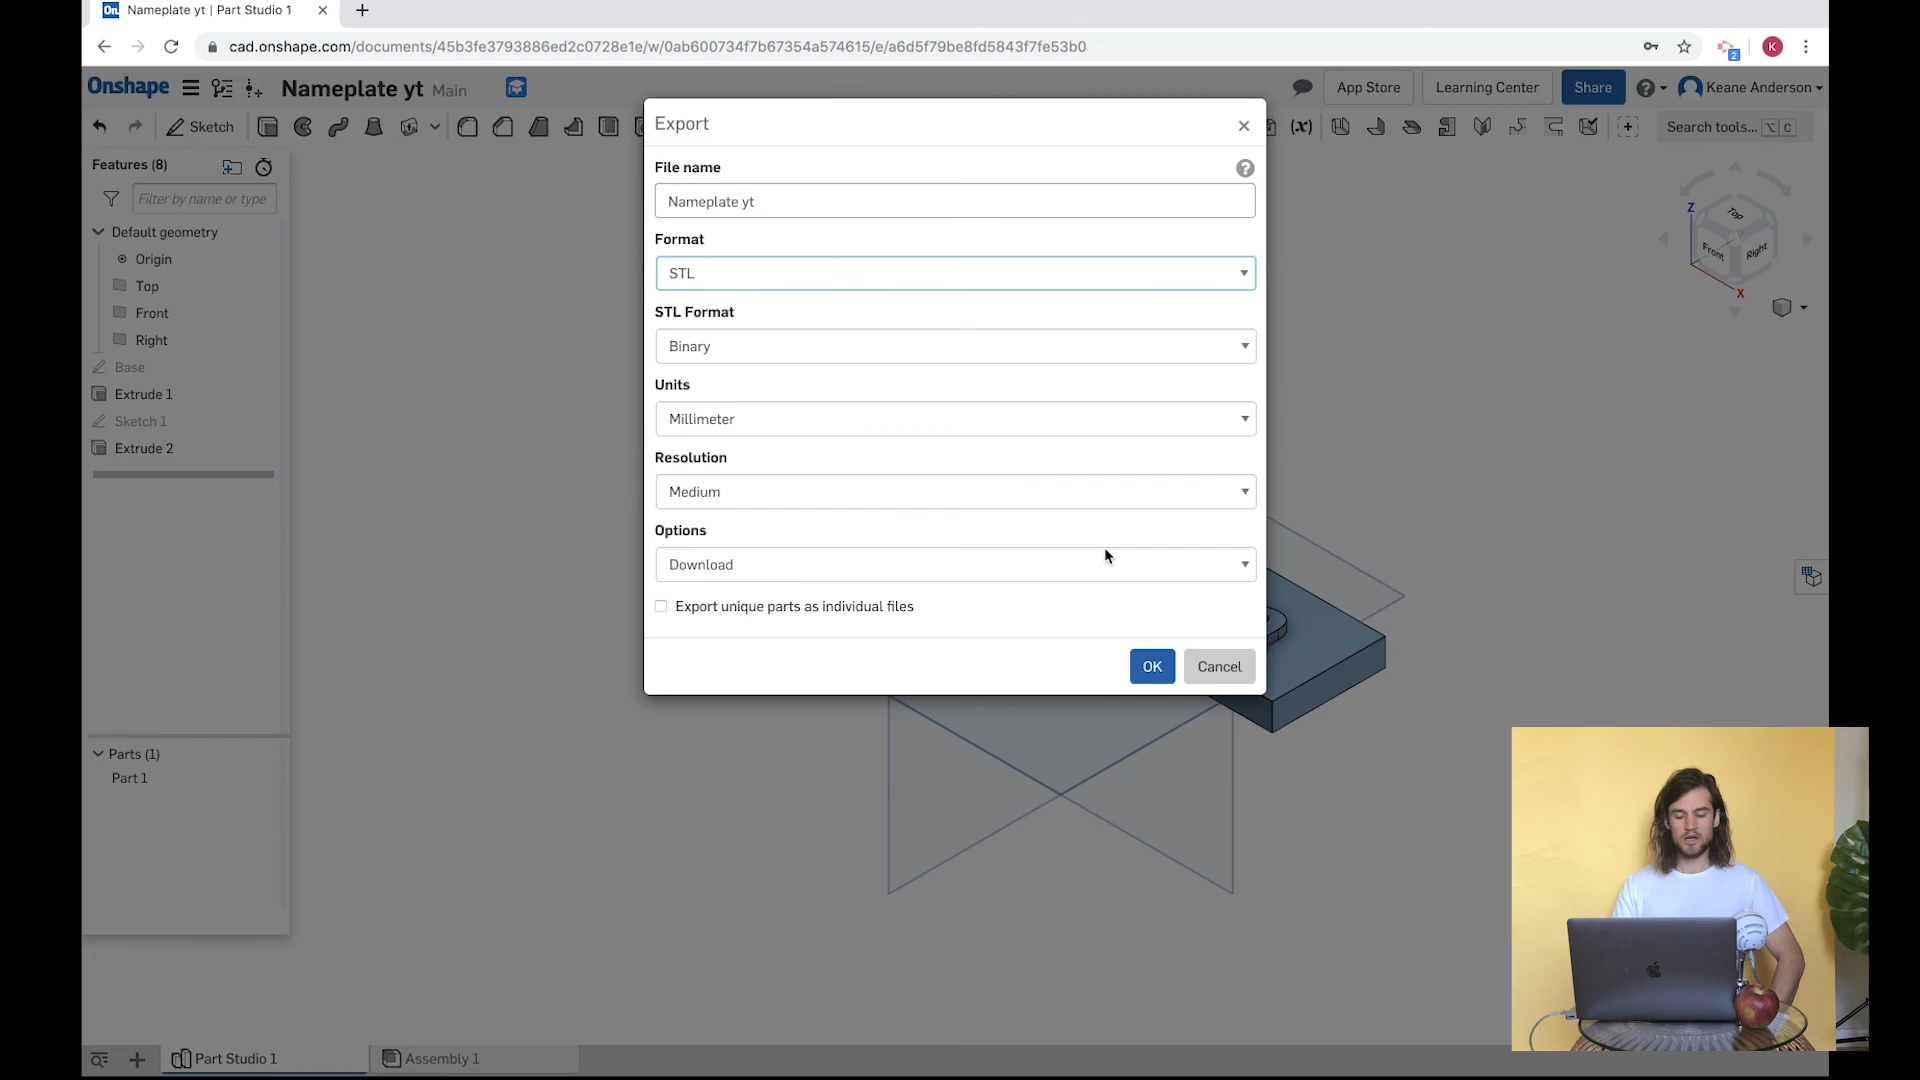 On Nameplate yt | Part Studio 1
cad.onshape.com/documents/45b3fe3793886ed2c0728e1e/w/0ab600734f7b67354a574615/e/a6d5f79be8fd5843f7fe53b0
2
K
Onshape Nameplate yt Main
App Store
Learning Center
Share
Keane Anderson
Sketch
(x)
Search tools... ⌥ C
Features (8)
Filter by name or type
Default geometry
Origin
Top
Front
Right
Base
Extrude 1
Sketch 1
Extrude 2
Parts (1)
Part 1
Export
File name
?
Nameplate yt
Format
STL
STL Format
Binary
Units
Millimeter
Resolution
Medium
Options
Download
Export unique parts as individual files
OK
Cancel
Z
Top
Front
Right
X
Part Studio 1
Assembly 1